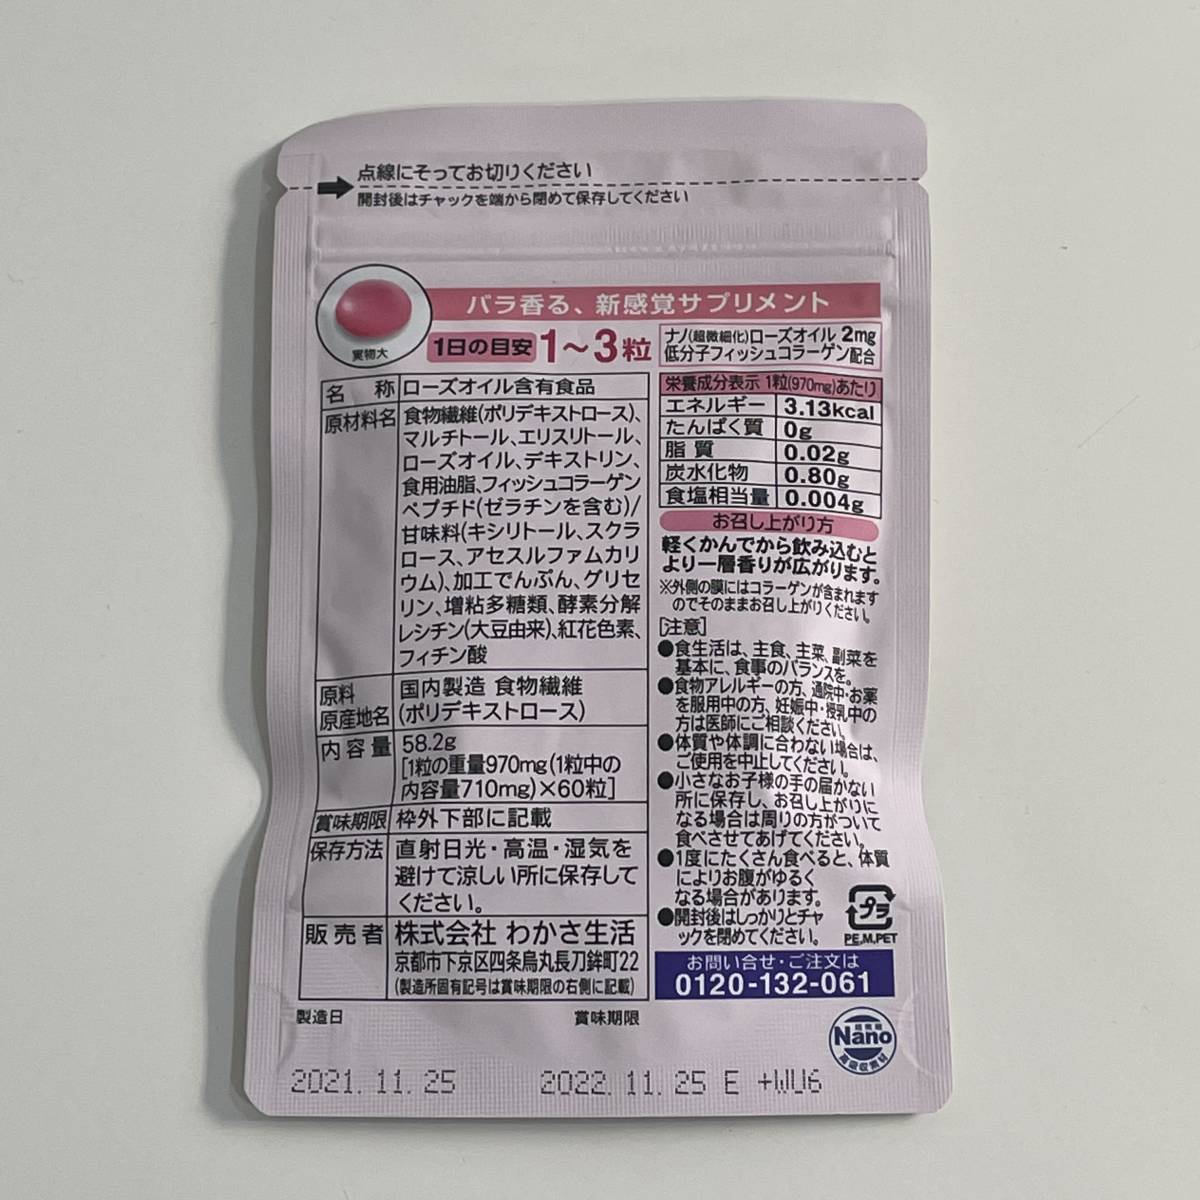 点線にそってお切りください
開封後はチャックを端から閉めて保存してください
実物大
バラ香る、新感覚サプリメント
1日の目安 1〜3粒
ナノ(超微細化)ローズオイル 2mg
低分子フィッシュコラーゲン配合
名 称 ローズオイル含有食品
原材料名 食物繊維(ポリデキストロース)、
マルチトール、エリスリトール、
ローズオイル、デキストリン、
食用油脂、フィッシュコラーゲン
ペプチド(ゼラチンを含む)/
甘味料(キシリトール、スクラ
ロース、アセスルファムカリ
ウム)、加工でんぷん、グリセ
リン、増粘多糖類、酵素分解
レシチン(大豆由来)、紅花色素、
フィチン酸
原料
原産地名
国内製造 食物繊維
(ポリデキストロース)
内容量 58.2g
[1粒の重量970mg(1粒中の
内容量710mg)×60粒]
賞味期限 枠外下部に記載
保存方法 直射日光・高温・湿気を
避けて涼しい所に保存して
ください。
販売者 株式会社 わかさ生活
京都市下京区四条烏丸長刀鉾町22
(製造所固有記号は賞味期限の右側に記載)
栄養成分表示 1粒(970mg)あたり
エネルギー 3.13kcal
たんぱく質 0g
脂質 0.02g
炭水化物 0.80g
食塩相当量 0.004g
お召し上がり方
軽くかんでから飲み込むと
より一層香りが広がります。
※外側の膜にはコラーゲンが含まれます
のでそのままお召し上がりください。
[注意]
●食生活は、主食、主菜、副菜を
基本に、食事のバランスを。
●食物アレルギーの方、通院中・お薬
を服用中の方、妊娠中・授乳中の
方は医師にご相談ください。
●体質や体調に合わない場合は、
ご使用を中止してください。
●小さなお子様の手の届かない
所に保存し、お召し上がりに
なる場合は周りの方がついて
食べさせてあげてください。
●1度にたくさん食べると、体質
によりお腹がゆるく
なる場合があります。
●開封後はしっかりとチャ
ックを閉めてください。
プラ
PE,M,PET
お問い合せ・ご注文は
0120-132-061
製造日 賞味期限
超微細
Nano
高吸収素材
2021.11.25 2022.11.25 E +WU6